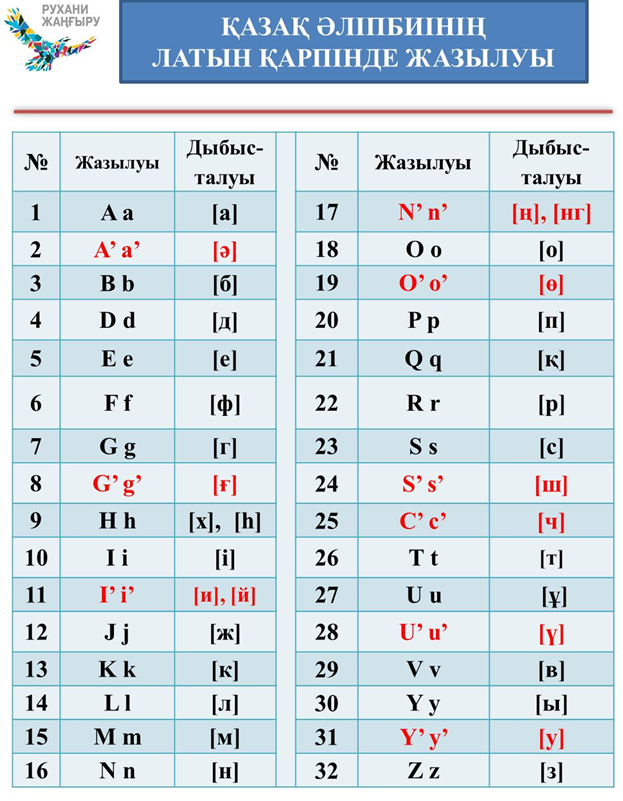 РУХАНИ
ЖАҢҒЫРУ
ҚАЗАҚ ӘЛІПБИІНІҢ
ЛАТЫН ҚАРПІНДЕ ЖАЗЫЛУЫ
№ Жазылуы Дыбыс-талуы № Жазылуы Дыбыс-талуы
1 A a [а] 17 N’ n’ [ң], [нг]
2 A’ a’ [ә] 18 O o [о]
3 B b [б] 19 O’ o’ [ө]
4 D d [д] 20 P p [п]
5 E e [е] 21 Q q [қ]
6 F f [ф] 22 R r [р]
7 G g [г] 23 S s [с]
8 G’ g’ [ғ] 24 S’ s’ [ш]
9 H h [х], [h] 25 C’ c’ [ч]
10 I i [і] 26 T t [т]
11 I’ i’ [и], [й] 27 U u [ұ]
12 J j [ж] 28 U’ u’ [ү]
13 K k [к] 29 V v [в]
14 L l [л] 30 Y y [ы]
15 M m [м] 31 Y’ y’ [у]
16 N n [н] 32 Z z [з]